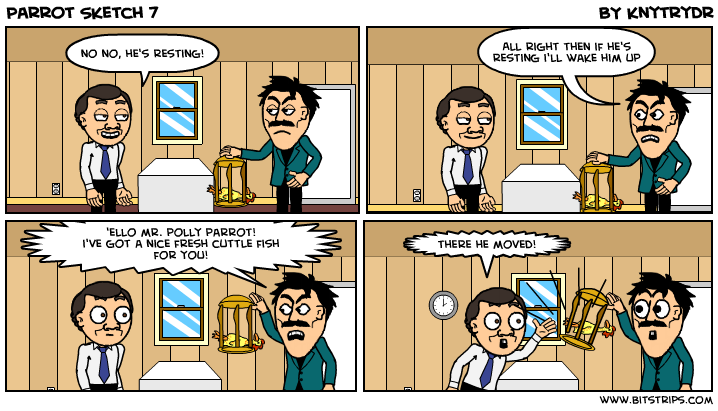 PARROT SKETCH 7
BY KNYTRYDR
NO NO, HE'S RESTING!
ALL RIGHT THEN IF HE'S
RESTING I'LL WAKE HIM UP
'ELLO MR. POLLY PARROT!
I'VE GOT A NICE FRESH CUTTLE FISH
FOR YOU!
THERE HE MOVED!
WWW.BITSTRIPS.COM